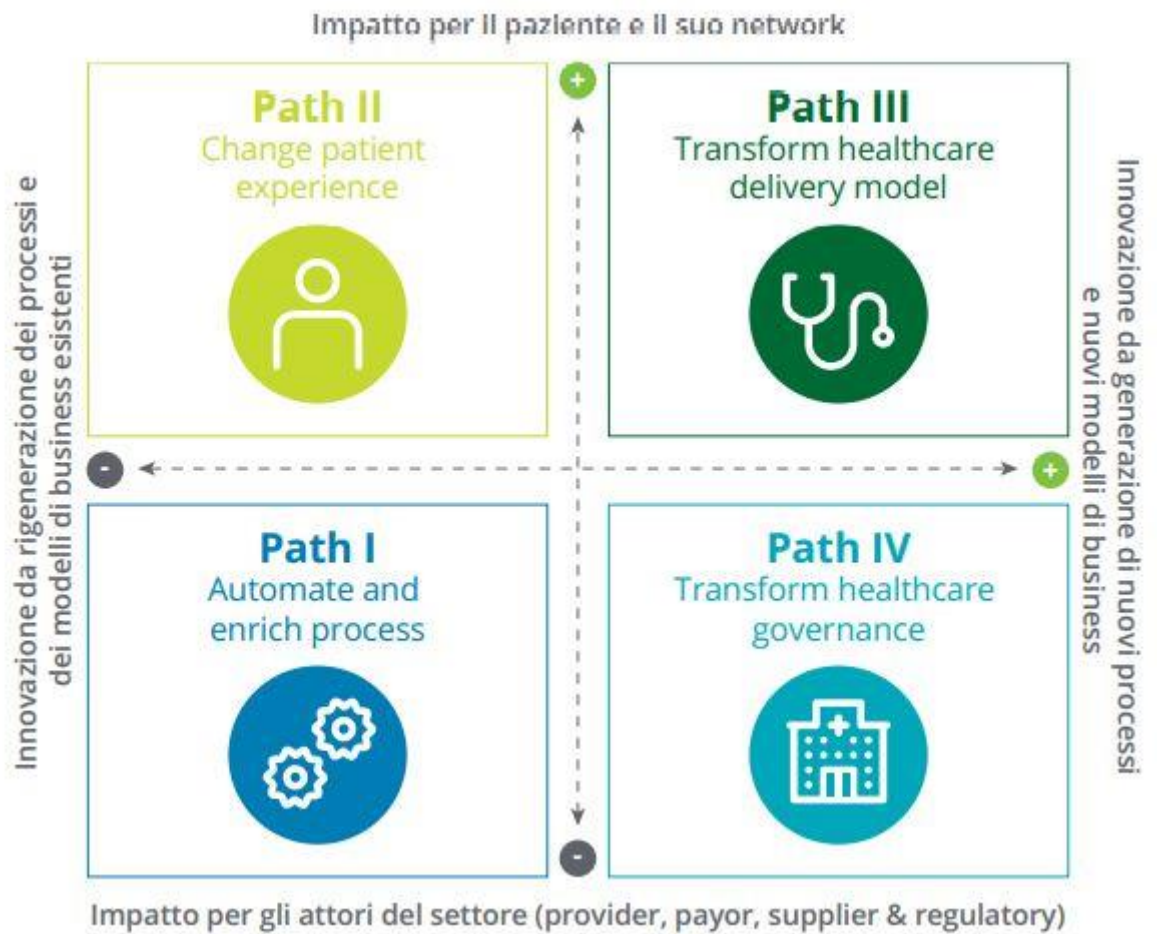 Impatto per il paziente e il suo network
+
Path II
Change patient
experience
Path III
Transform healthcare
delivery model
Innovazione da rigenerazione dei processi e
dei modelli di business esistenti
Innovazione da generazione di nuovi processi
e nuovi modelli di business
-
+
Path I
Automate and
enrich process
Path IV
Transform healthcare
governance
+
-
Impatto per gli attori del settore (provider, payor, supplier & regulatory)